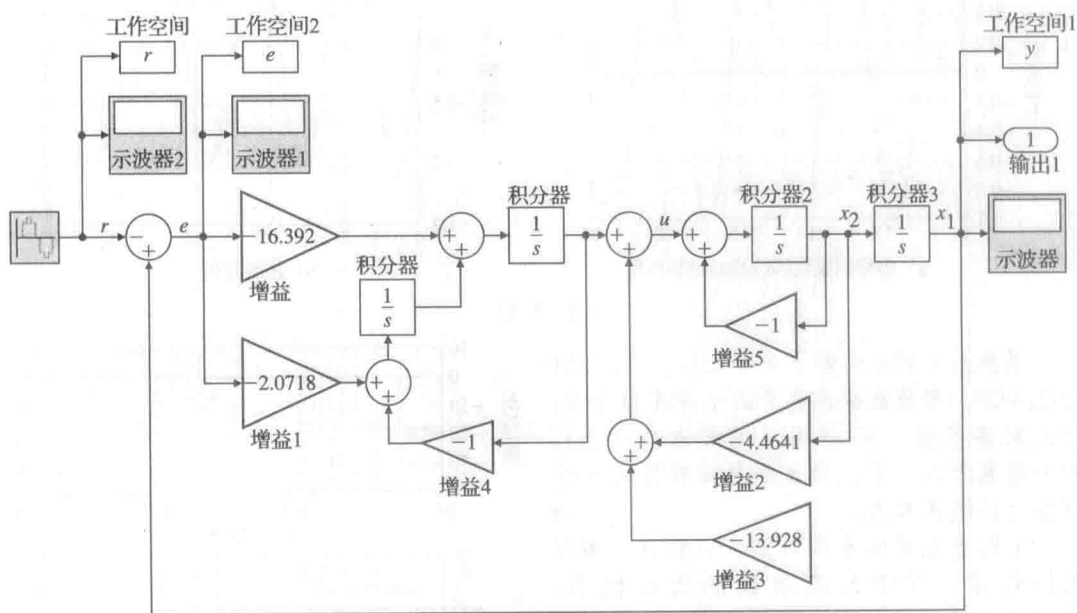 工作空间
r
工作空间2
e
工作空间1
y
示波器2
示波器1
1
输出1
示波器
r
−
+
e
−16.392
增益
+
+
积分器
1
s
积分器
1
s
−2.0718
增益1
+
+
−1
增益4
+
+
u
+
+
积分器2
1
s
x2
积分器3
1
s
x1
−1
增益5
+
+
−4.4641
增益2
−13.928
增益3